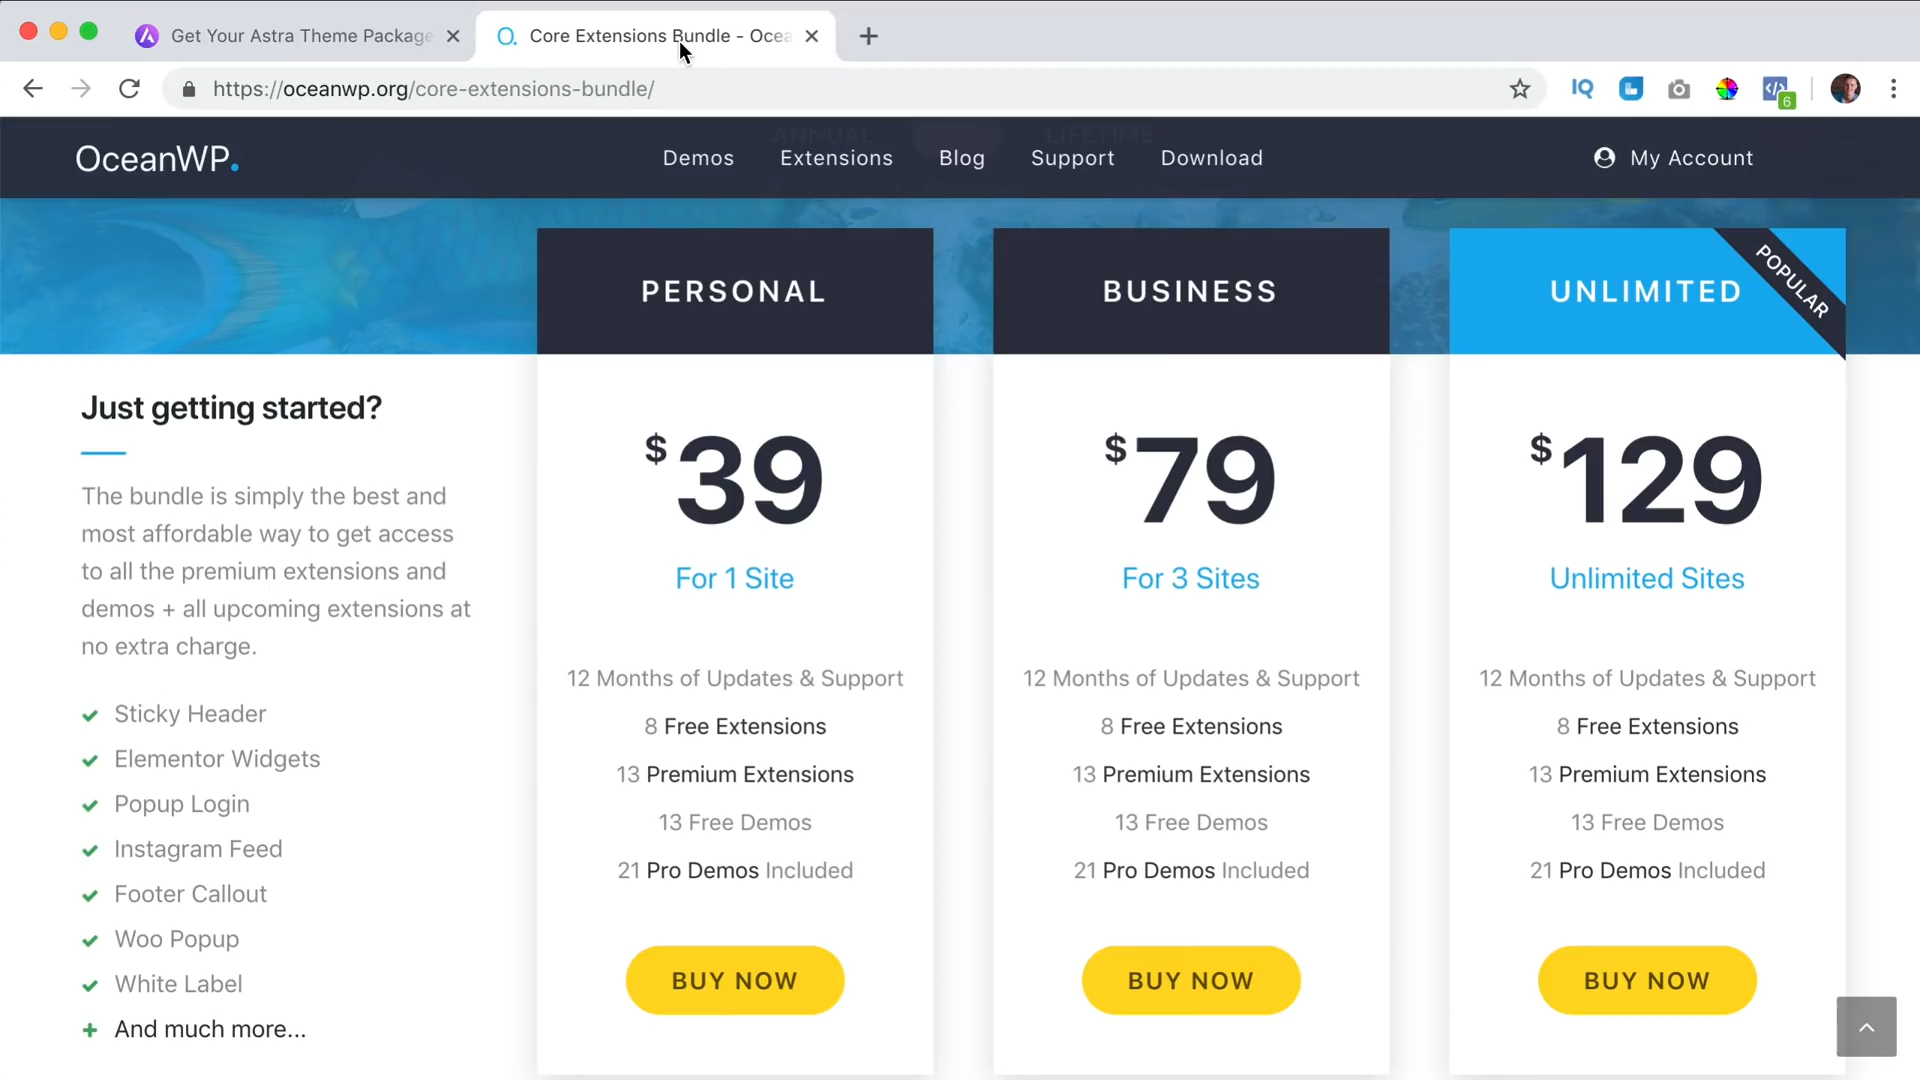 Get Your Astra Theme Package
Core Extensions Bundle - Ocea
https://oceanwp.org/core-extensions-bundle/
IQ
6
ANNUAL LIFETIME
OceanWP.
Demos Extensions Blog Support Download
My Account
PERSONAL
BUSINESS
UNLIMITED
POPULAR
Just getting started?
The bundle is simply the best and
most affordable way to get access
to all the premium extensions and
demos + all upcoming extensions at
no extra charge.
Sticky Header
Elementor Widgets
Popup Login
Instagram Feed
Footer Callout
Woo Popup
White Label
And much more...
$39
For 1 Site
12 Months of Updates & Support
8 Free Extensions
13 Premium Extensions
13 Free Demos
21 Pro Demos Included
BUY NOW
$79
For 3 Sites
12 Months of Updates & Support
8 Free Extensions
13 Premium Extensions
13 Free Demos
21 Pro Demos Included
BUY NOW
$129
Unlimited Sites
12 Months of Updates & Support
8 Free Extensions
13 Premium Extensions
13 Free Demos
21 Pro Demos Included
BUY NOW